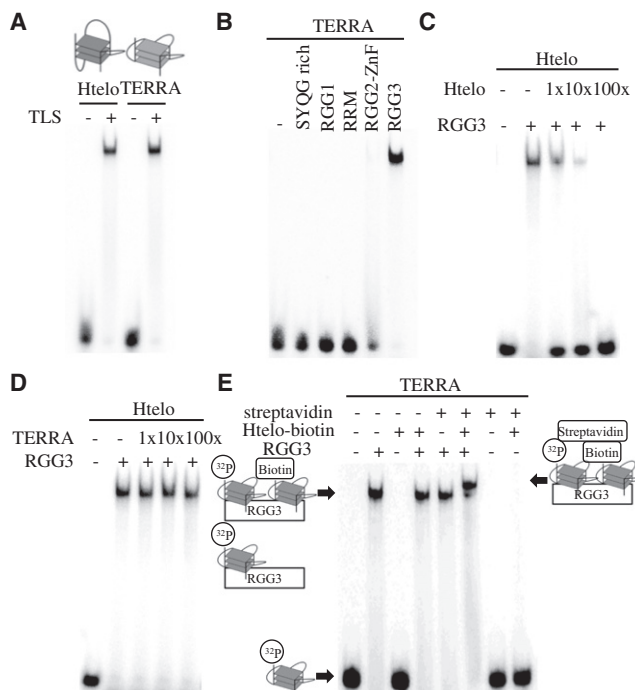 A
Htelo TERRA
TLS - + - +
B
TERRA
- SYQG rich RGG1 RRM RGG2-ZnF RGG3
C
Htelo
Htelo - - 1x10x100x
RGG3 - + + + +
D
Htelo
TERRA - - 1x10x100x
RGG3 - + + + +
E
TERRA
streptavidin - - - - + + + +
Htelo-biotin - - + + - + - +
RGG3 - + - + + + - -
32P
Biotin
RGG3
32P
RGG3
32P
Streptavidin
32P
Biotin
RGG3